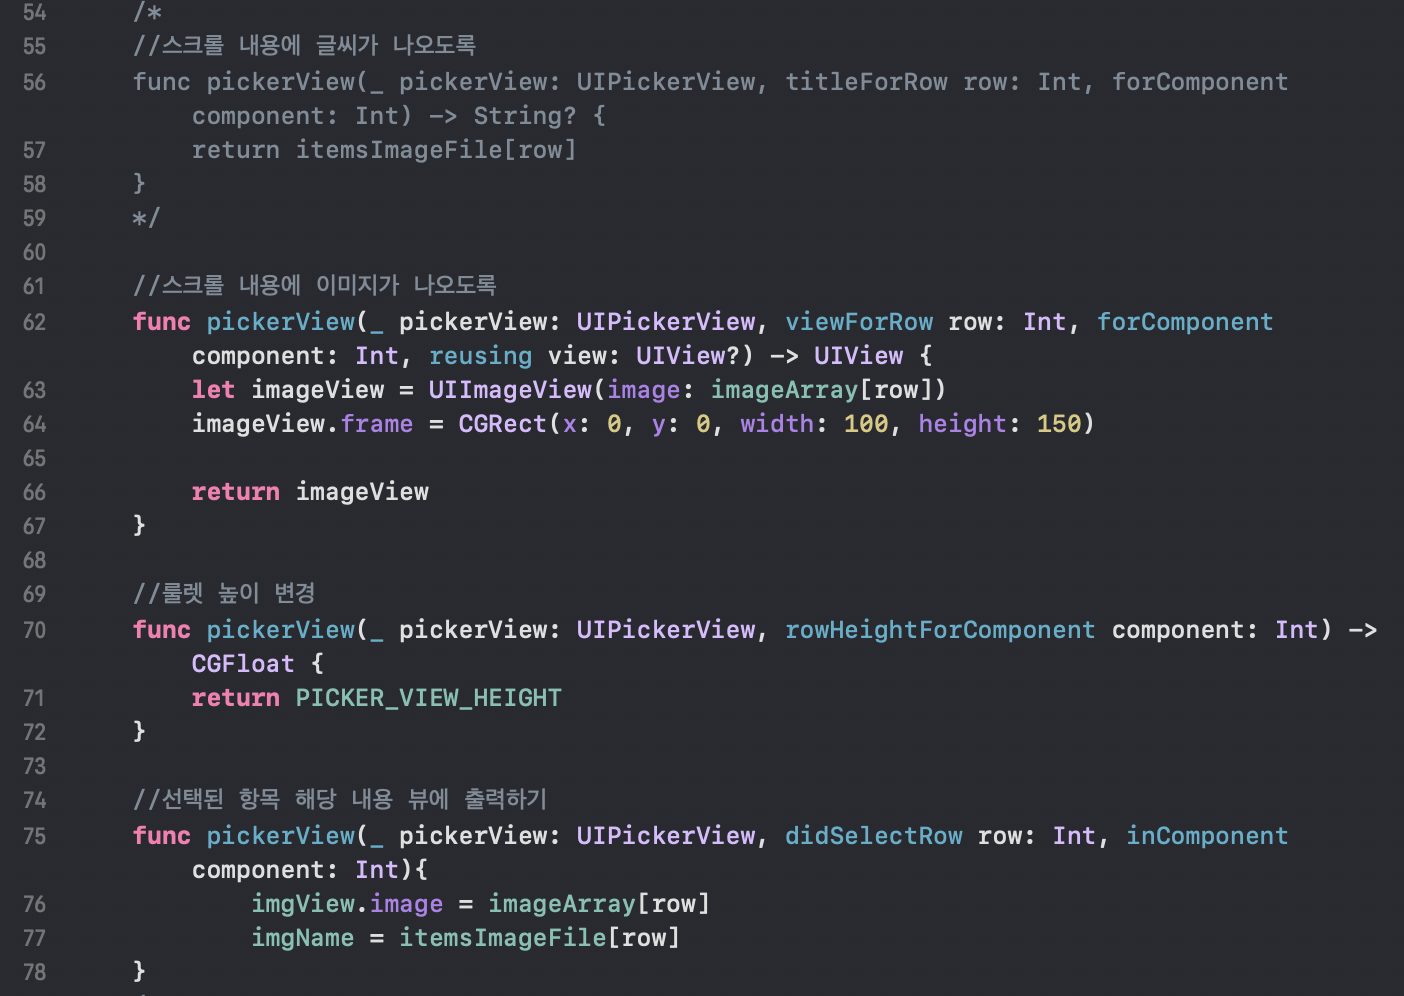 54 /*
55 //스크롤 내용에 글씨가 나오도록
56 func pickerView(_ pickerView: UIPickerView, titleForRow row: Int, forComponent
component: Int) -> String? {
57 return itemsImageFile[row]
58 }
59 */
60
61 //스크롤 내용에 이미지가 나오도록
62 func pickerView(_ pickerView: UIPickerView, viewForRow row: Int, forComponent
component: Int, reusing view: UIView?) -> UIView {
63 let imageView = UIImageView(image: imageArray[row])
64 imageView.frame = CGRect(x: 0, y: 0, width: 100, height: 150)
65
66 return imageView
67 }
68
69 //룰렛 높이 변경
70 func pickerView(_ pickerView: UIPickerView, rowHeightForComponent component: Int) ->
CGFloat {
71 return PICKER_VIEW_HEIGHT
72 }
73
74 //선택된 항목 해당 내용 뷰에 출력하기
75 func pickerView(_ pickerView: UIPickerView, didSelectRow row: Int, inComponent
component: Int){
76 imgView.image = imageArray[row]
77 imgName = itemsImageFile[row]
78 }